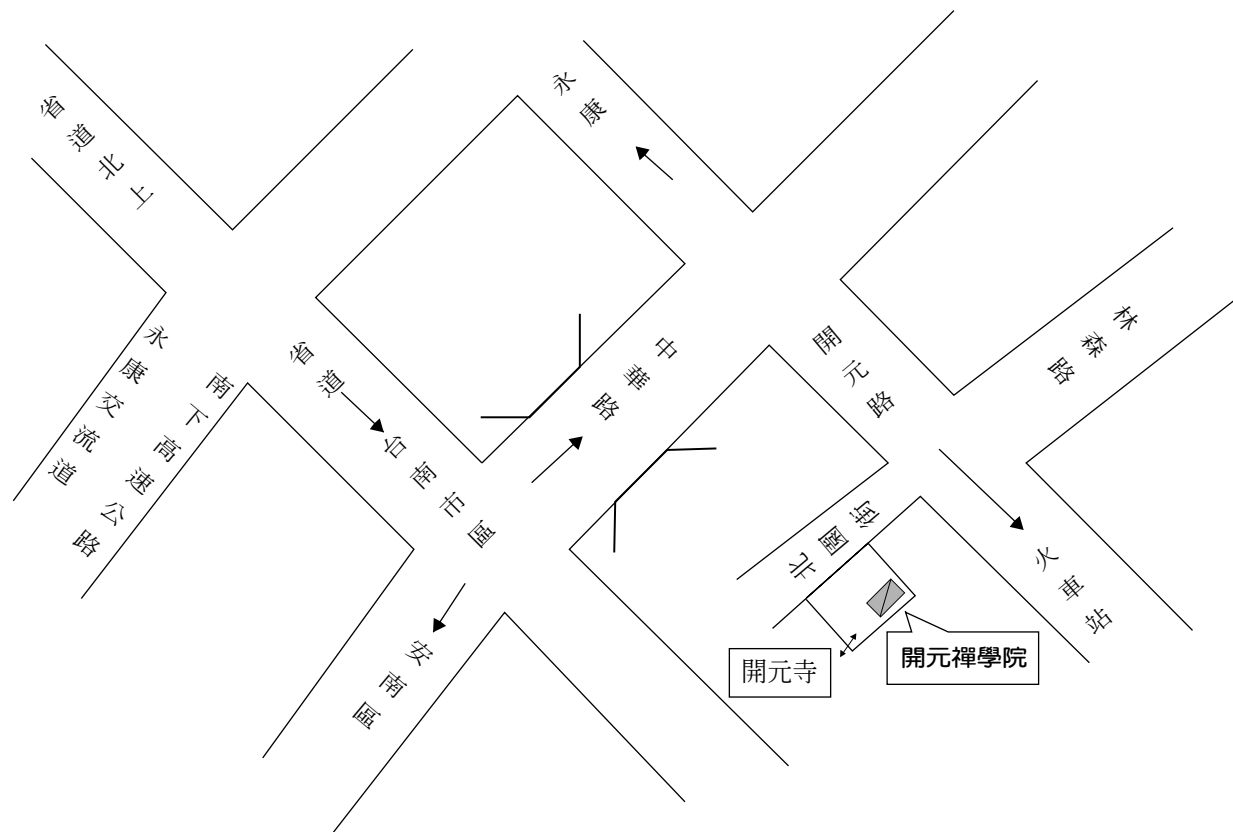 省道北上
永康
永康交流道
南下高速公路
省道
台南市區
中華路
開元路
林森路
北園街
火車站
安南區
開元寺
開元禪學院